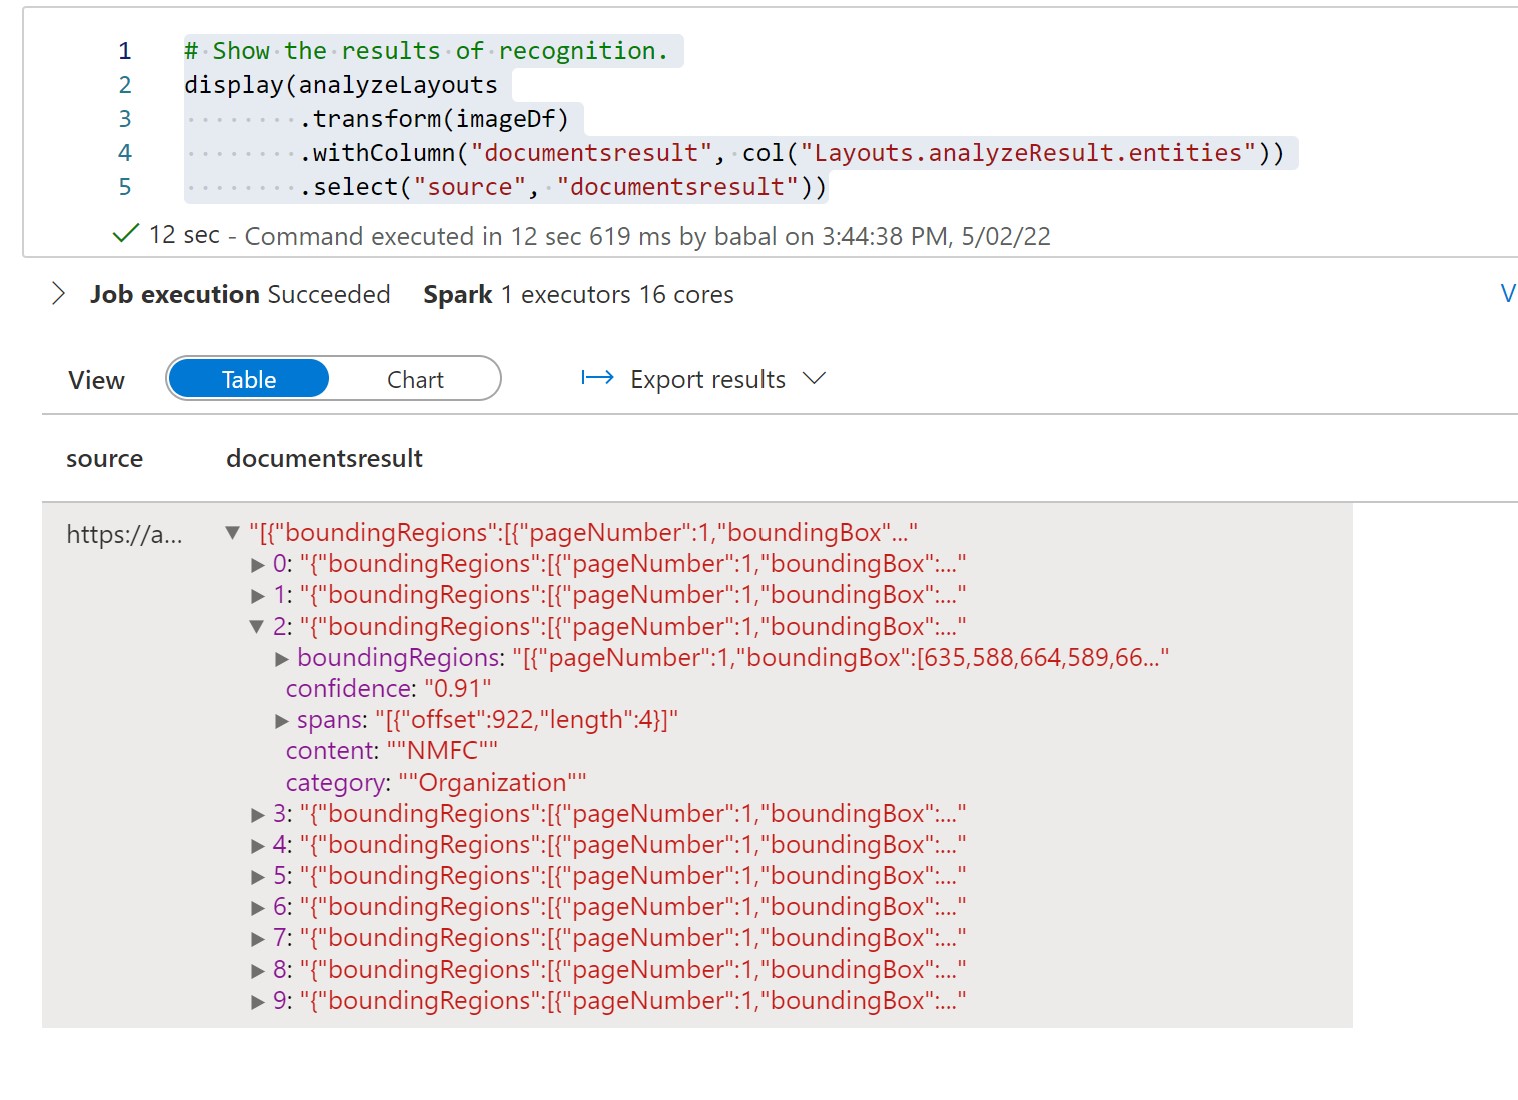 1 # Show the results of recognition.
2 display(analyzeLayouts
3 .transform(imageDf)
4 .withColumn("documentsresult", col("Layouts.analyzeResult.entities"))
5 .select("source", "documentsresult"))
12 sec - Command executed in 12 sec 619 ms by babal on 3:44:38 PM, 5/02/22
Job execution Succeeded Spark 1 executors 16 cores V
View Table Chart Export results
source documentsresult
https://a... "[{"boundingRegions":[{"pageNumber":1,"boundingBox"..."
0: "{"boundingRegions":[{"pageNumber":1,"boundingBox":..."
1: "{"boundingRegions":[{"pageNumber":1,"boundingBox":..."
2: "{"boundingRegions":[{"pageNumber":1,"boundingBox":..."
boundingRegions: "[{"pageNumber":1,"boundingBox":[635,588,664,589,66..."
confidence: "0.91"
spans: "[{"offset":922,"length":4}]"
content: ""NMFC""
category: ""Organization""
3: "{"boundingRegions":[{"pageNumber":1,"boundingBox":..."
4: "{"boundingRegions":[{"pageNumber":1,"boundingBox":..."
5: "{"boundingRegions":[{"pageNumber":1,"boundingBox":..."
6: "{"boundingRegions":[{"pageNumber":1,"boundingBox":..."
7: "{"boundingRegions":[{"pageNumber":1,"boundingBox":..."
8: "{"boundingRegions":[{"pageNumber":1,"boundingBox":..."
9: "{"boundingRegions":[{"pageNumber":1,"boundingBox":..."